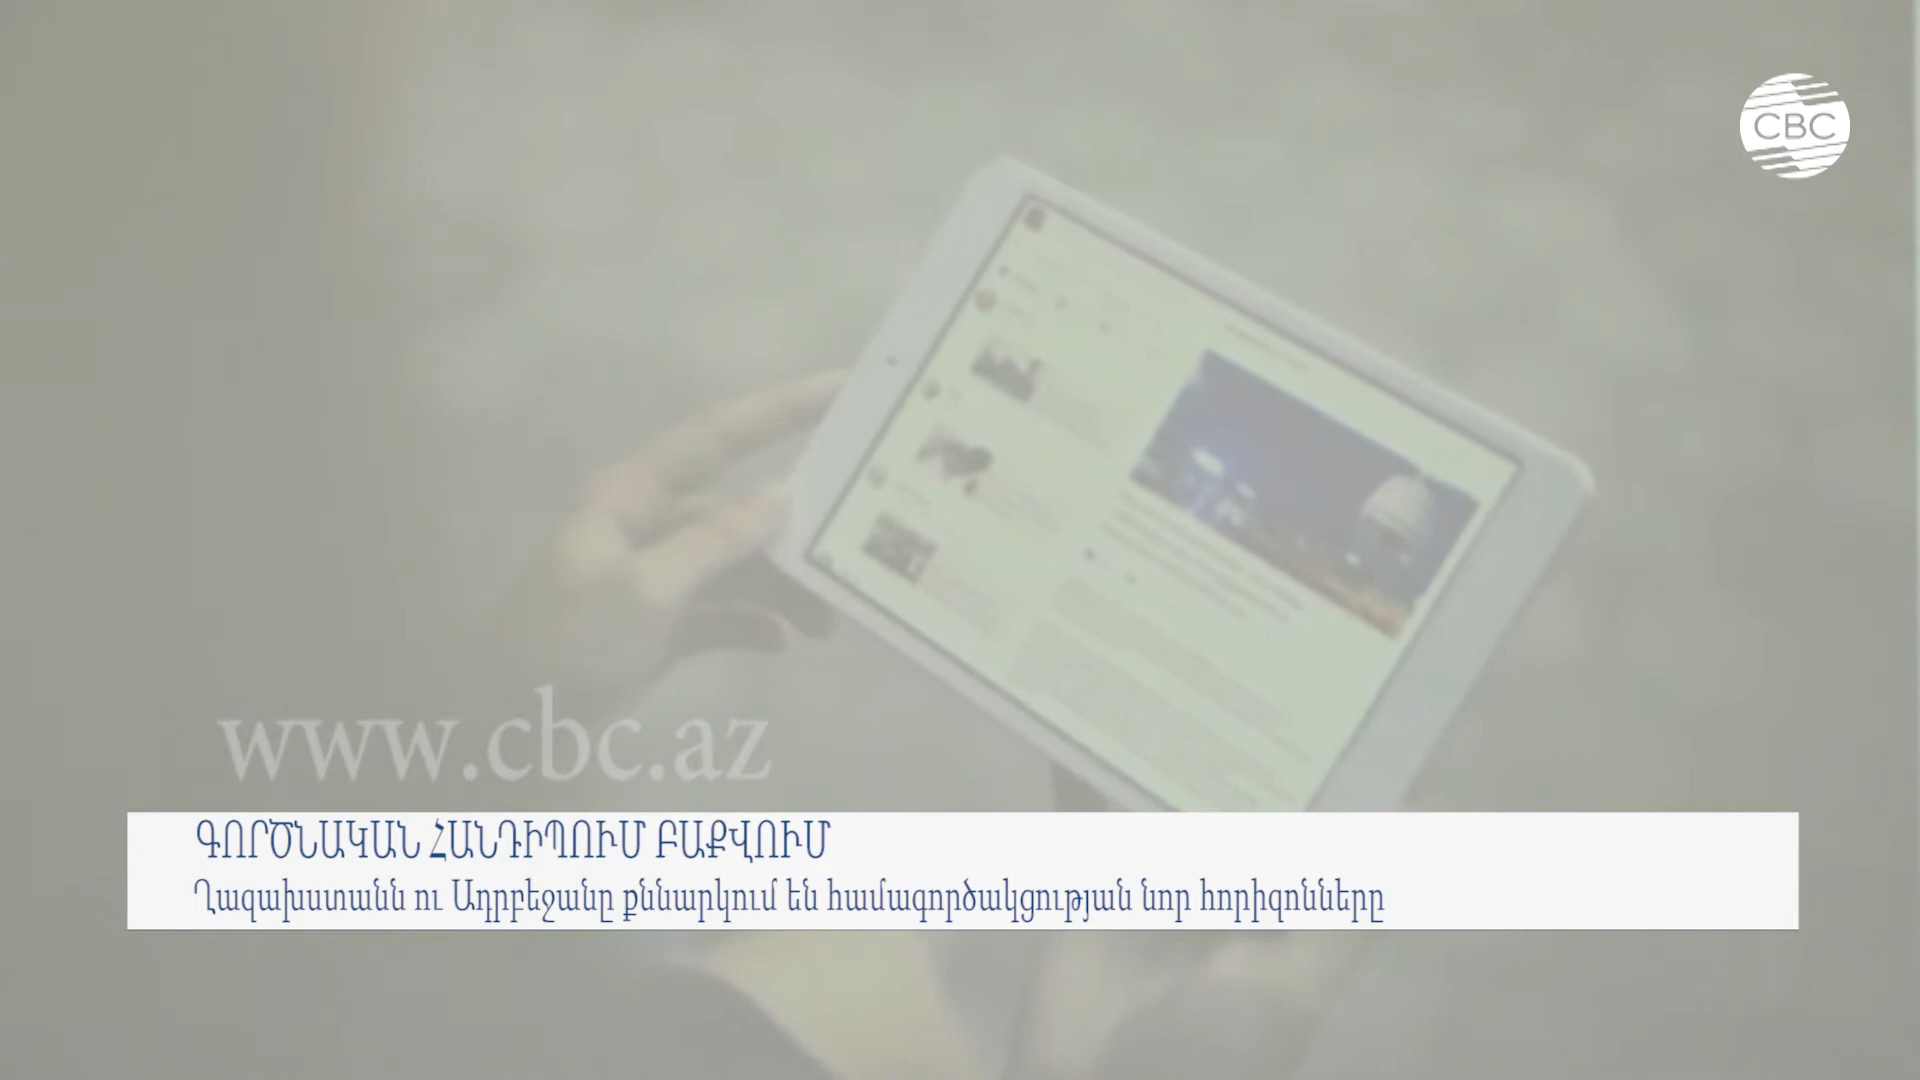 CBC
www.cbc.az
ԳՈՐԾՆԱԿԱՆ ՀԱՆԴԻՊՈՒՄ ԲԱՔՎՈՒՄ
Ղազախստանն ու Ադրբեջանը քննարկում են համագործակցության նոր հորիզոնները